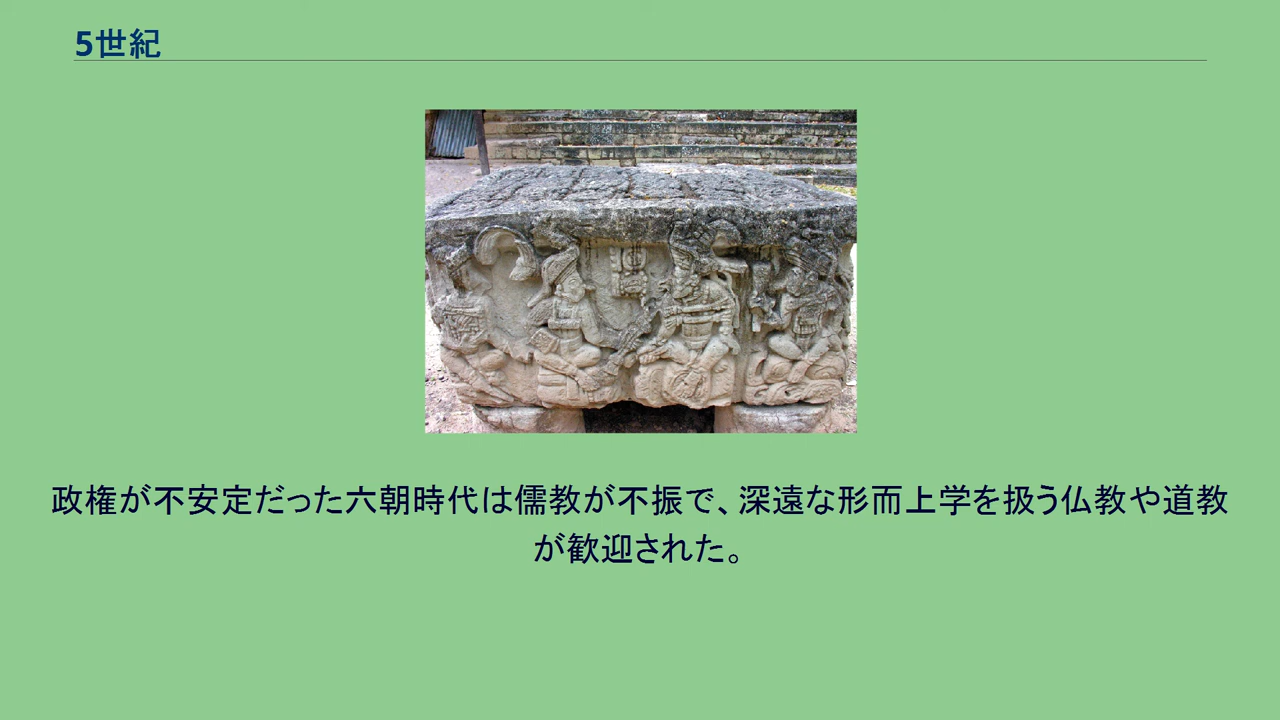 5世紀
政権が不安定だった六朝時代は儒教が不振で、深遠な形而上学を扱う仏教や道教
が歓迎された。